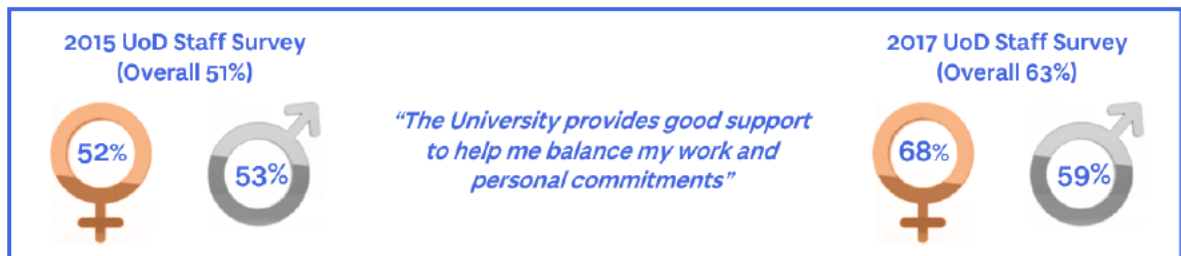 2015 UoD Staff Survey
(Overall 51%)
52%
53%
“The University provides good support
to help me balance my work and
personal commitments”
2017 UoD Staff Survey
(Overall 63%)
68%
59%